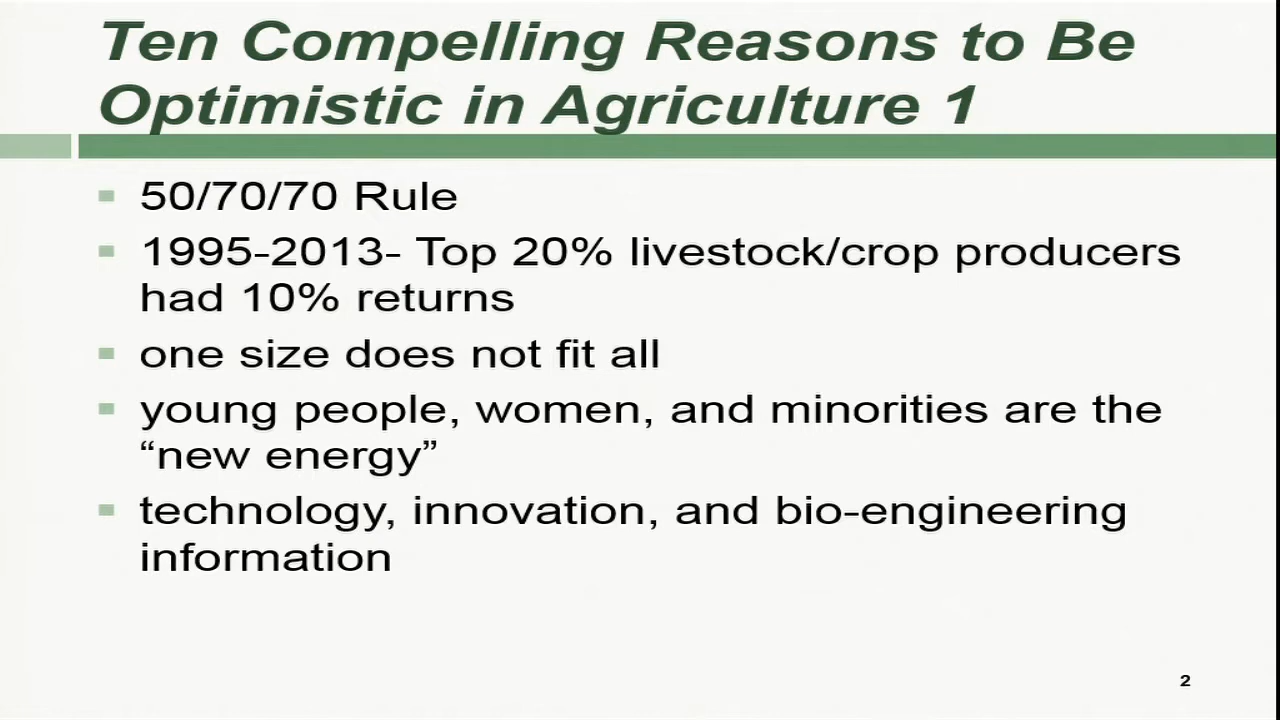 Ten Compelling Reasons to Be
Optimistic in Agriculture 1
50/70/70 Rule
1995-2013- Top 20% livestock/crop producers
had 10% returns
one size does not fit all
young people, women, and minorities are the
“new energy”
technology, innovation, and bio-engineering
information
2